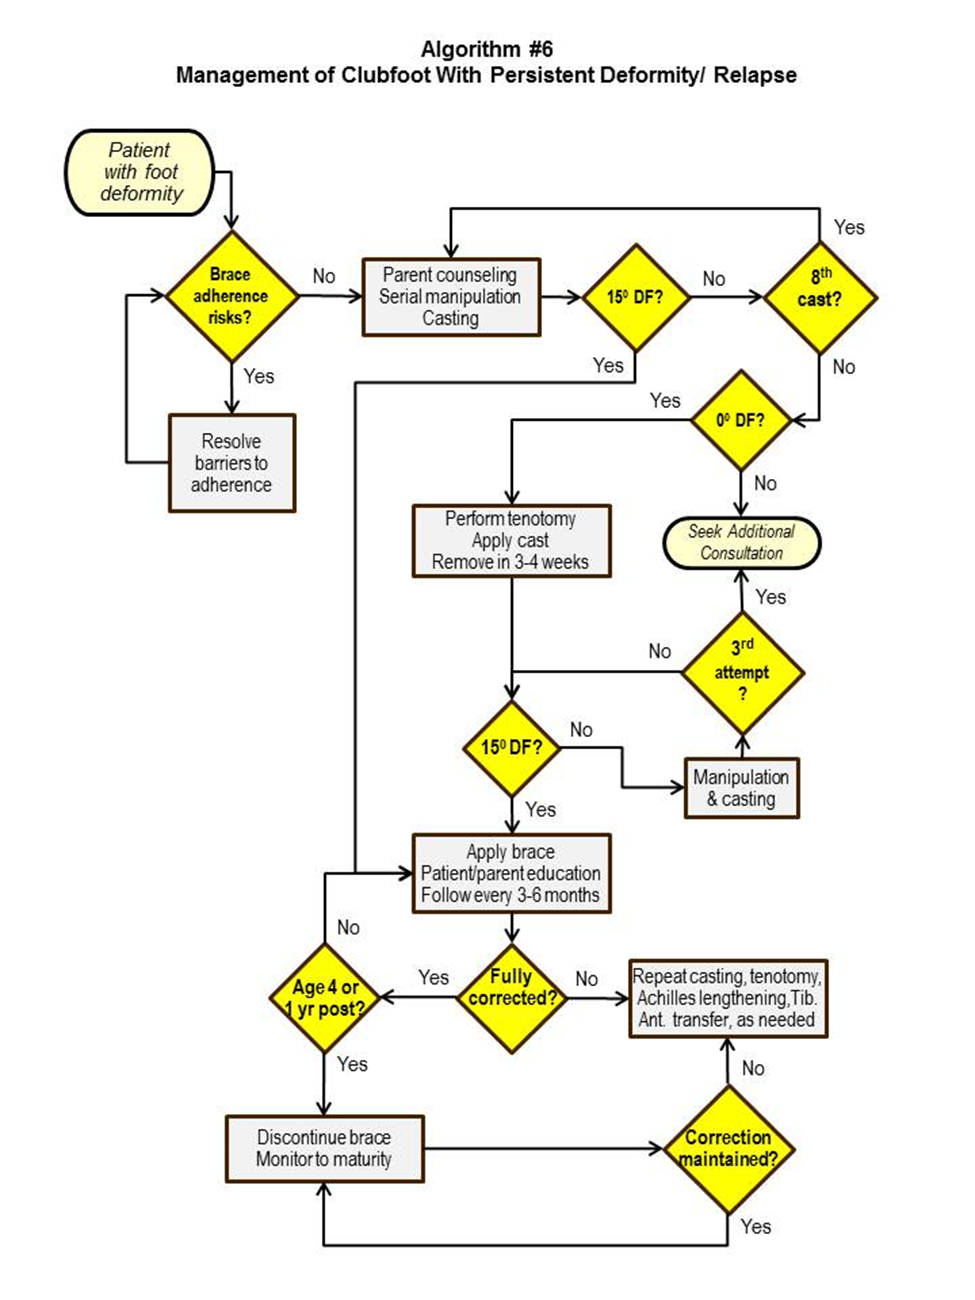 Algorithm #6
Management of Clubfoot With Persistent Deformity/ Relapse
Patient
with foot
deformity
Brace
adherence
risks?
No
Yes
Resolve
barriers to
adherence
Parent counseling
Serial manipulation
Casting
15⁰ DF?
No
Yes
8th
cast?
Yes
No
0⁰ DF?
Yes
No
Seek Additional
Consultation
Perform tenotomy
Apply cast
Remove in 3-4 weeks
Yes
3rd
attempt
?
No
15⁰ DF?
No
Manipulation
& casting
Yes
Apply brace
Patient/parent education
Follow every 3-6 months
No
Age 4 or
1 yr post?
Yes
Fully
corrected?
No
Repeat casting, tenotomy,
Achilles lengthening,Tib.
Ant. transfer, as needed
Yes
No
Discontinue brace
Monitor to maturity
Correction
maintained?
Yes